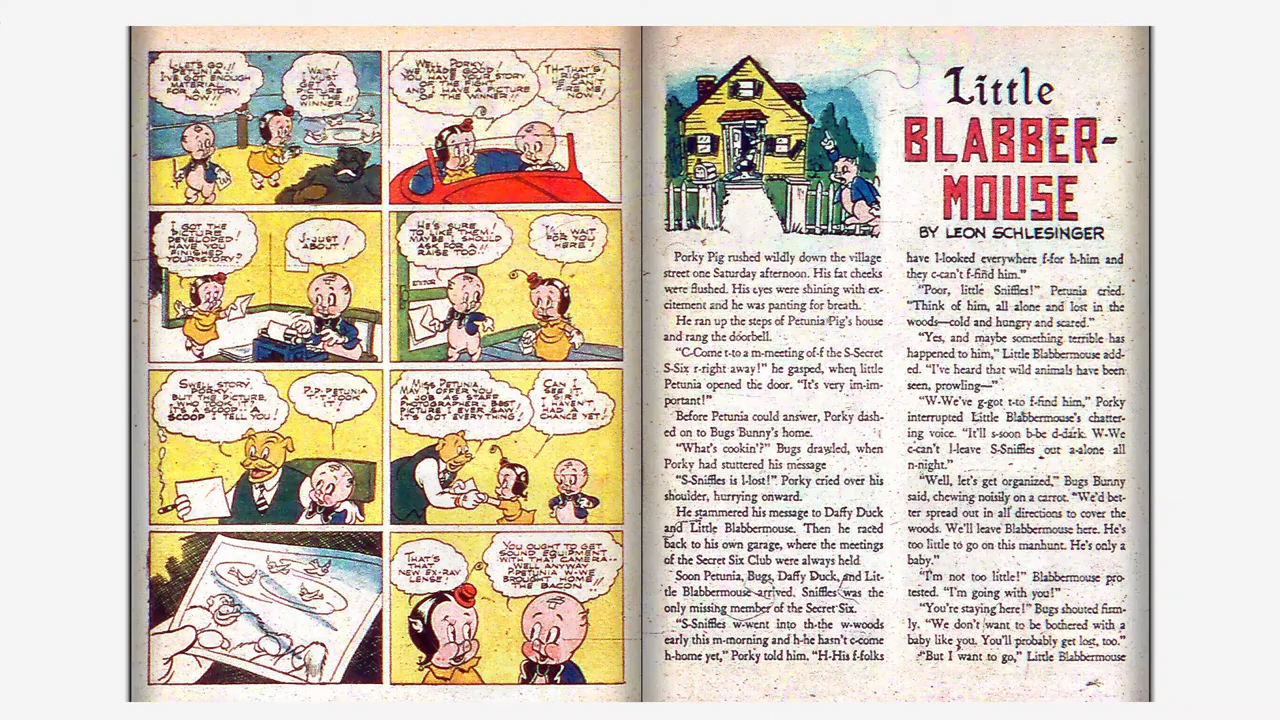 L-LET'S GO!!
PETUNIA!
I'VE GOT ENOUGH
MATERIAL
FOR A STORY
NOW!!
WAIT!
I JUST
GET A
PICTURE
OF THE
WINNER!!
WELL, PORKY!
YOU HAVE YOUR STORY
OF THE FIGHT
AND I HAVE A PICTURE
OF THE WINNER!!
TH-THAT'S
RIGHT!
HE CAN'T
FIRE ME
NOW!
I GOT THE
PICTURE
DEVELOPED!
HAVE YOU
FINISHED
YOUR STORY?
J-JUST
ABOUT!
HE'S SURE
TO LIKE THEM!
MAYBE I SHOULD
ASK FOR A
RAISE TOO!!
I'LL WAIT
FOR YOU
HERE!
EDITOR
SWELL STORY,
BUT THE PICTURE,
WHO TOOK IT?
IT'S A SCOOP!
SCOOP, I TELL YOU!
P-P-PETUNIA
TOOK
IT!
MISS PETUNIA
MAY I OFFER YOU
A JOB AS STAFF
PHOTOGRAPHER. BEST
PICTURE I EVER SAW!
IT'S GOT EVERYTHING!
CAN I
SEE IT,
SIR? I
HAVEN'T
HAD A
CHANCE YET!
THAT'S
THAT
NEW EX-RAY
LENSE!
YOU OUGHT TO GET
SOUND EQUIPMENT
WITH THAT CAMERA--
WELL ANYWAY
P-PETUNIA W-WE
BROUGHT HOME
THE BACON!!
Little
BLABBER-
MOUSE
BY LEON SCHLESINGER
Porky Pig rushed wildly down the village
street one Saturday afternoon. His fat cheeks
were flushed. His eyes were shining with ex-
citement and he was panting for breath.
He ran up the steps of Petunia Pig's house
and rang the doorbell.
"C-Come t-to a m-meeting of-f the S-Secret
S-Six r-right away!" he gasped, when little
Petunia opened the door. "It's very im-im-
portant!"
Before Petunia could answer, Porky dash-
ed on to Bugs Bunny's home.
"What's cookin'?" Bugs drawled, when
Porky had stuttered his message
"S-Sniffles is l-lost!" Porky cried over his
shoulder, hurrying onward.
He stammered his message to Daffy Duck
and Little Blabbermouse. Then he raced
back to his own garage, where the meetings
of the Secret Six Club were always held
Soon Petunia, Bugs, Daffy Duck, and Lit-
tle Blabbermouse arrived. Sniffles was the
only missing member of the Secret Six.
"S-Sniffles w-went into th-the w-woods
early this m-morning and h-he hasn't c-come
h-home yet," Porky told him. "H-His f-folks
have l-looked everywhere f-for h-him and
they c-can't f-find him."
"Poor, little Sniffles!" Petunia cried.
"Think of him, all alone and lost in the
woods—cold and hungry and scared."
"Yes, and maybe something terrible has
happened to him," Little Blabbermouse add-
ed. "I've heard that wild animals have been
seen, prowling—"
"W-We've g-got t-to f-find him," Porky
interrupted Little Blabbermouse's chatter-
ing voice. "It'll s-soon b-be d-dark. W-We
c-can't l-leave S-Sniffles out a-alone all
n-night."
"Well, let's get organized," Bugs Bunny
said, chewing noisily on a carrot. "We'd bet-
ter spread out in all directions to cover the
woods. We'll leave Blabbermouse here. He's
too little to go on this manhunt. He's only a
baby."
"I'm not too little!" Blabbermouse pro-
tested. "I'm going with you!"
"You're staying here!" Bugs shouted firm-
ly. "We don't want to be bothered with a
baby like you. You'll probably get lost, too."
"But I want to go," Little Blabbermouse